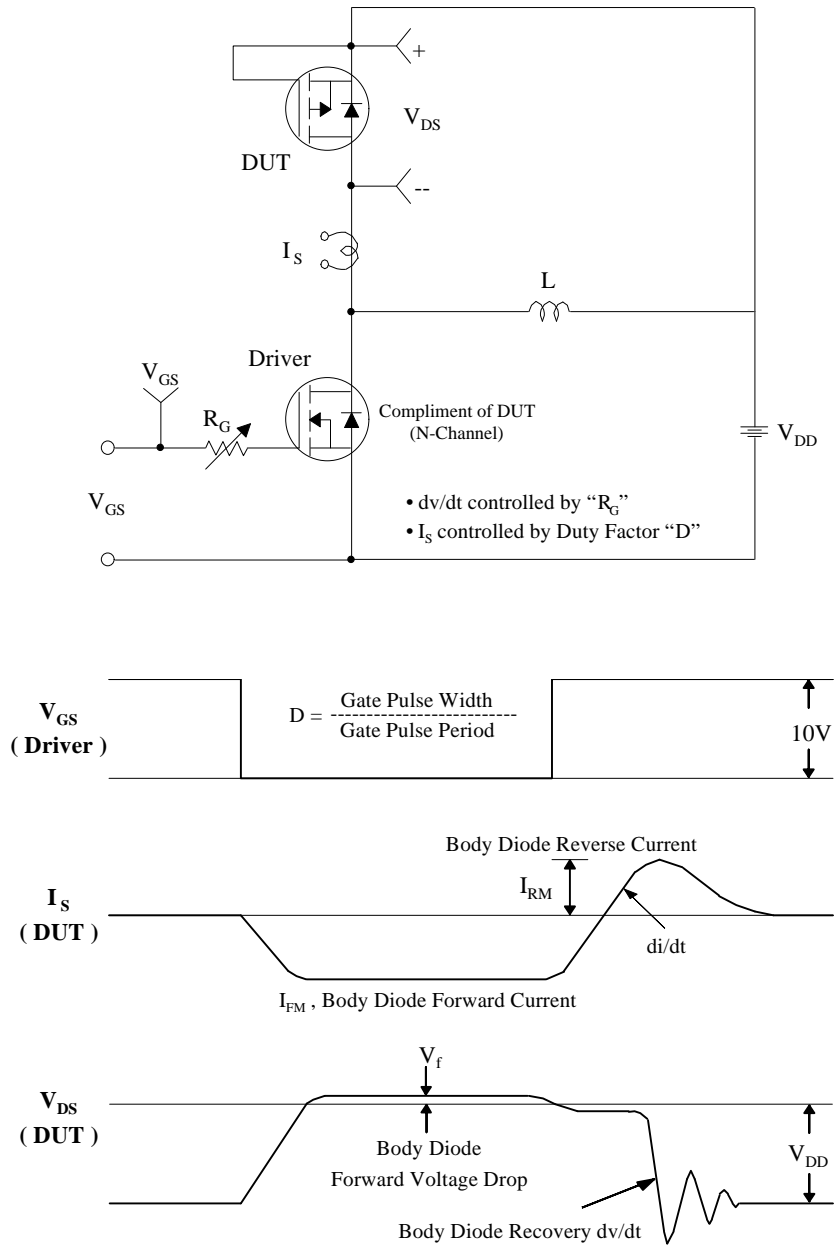 +
V_DS
DUT
--
I_S
L
Driver
V_GS
R_G
Compliment of DUT
(N-Channel)
V_DD
V_GS
• dv/dt controlled by “R_G”
• I_S controlled by Duty Factor “D”
V_GS
( Driver )
D = Gate Pulse Width
--------------------------
Gate Pulse Period
10V
Body Diode Reverse Current
I_S
( DUT )
I_RM
di/dt
I_FM , Body Diode Forward Current
V_f
V_DS
( DUT )
Body Diode
Forward Voltage Drop
V_DD
Body Diode Recovery dv/dt